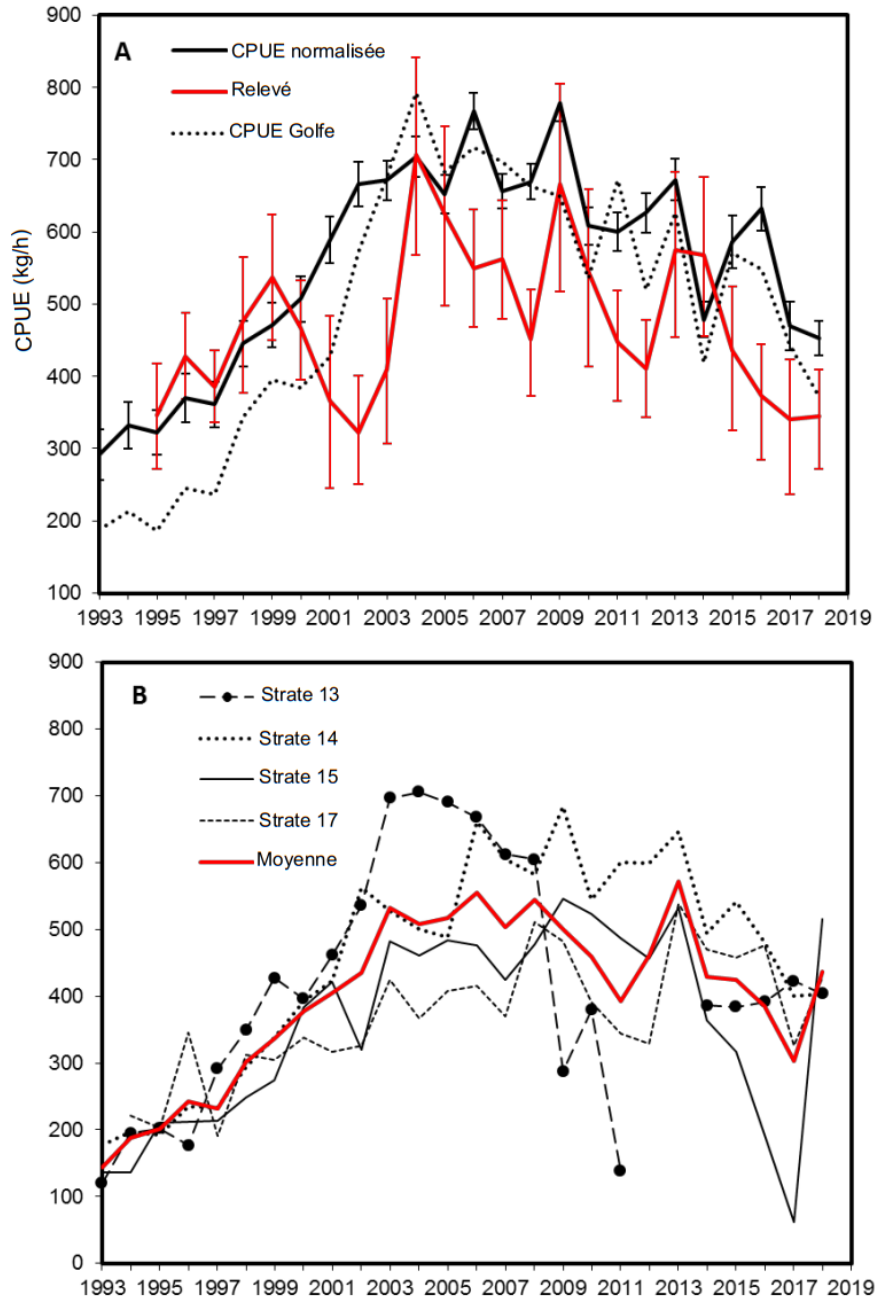 A
CPUE normalisée
Relevé
CPUE Golfe
CPUE (kg/h)
900
800
700
600
500
400
300
200
100
1993 1995 1997 1999 2001 2003 2005 2007 2009 2011 2013 2015 2017 2019
B
Strate 13
Strate 14
Strate 15
Strate 17
Moyenne
900
800
700
600
500
400
300
200
100
0
1993 1995 1997 1999 2001 2003 2005 2007 2009 2011 2013 2015 2017 2019